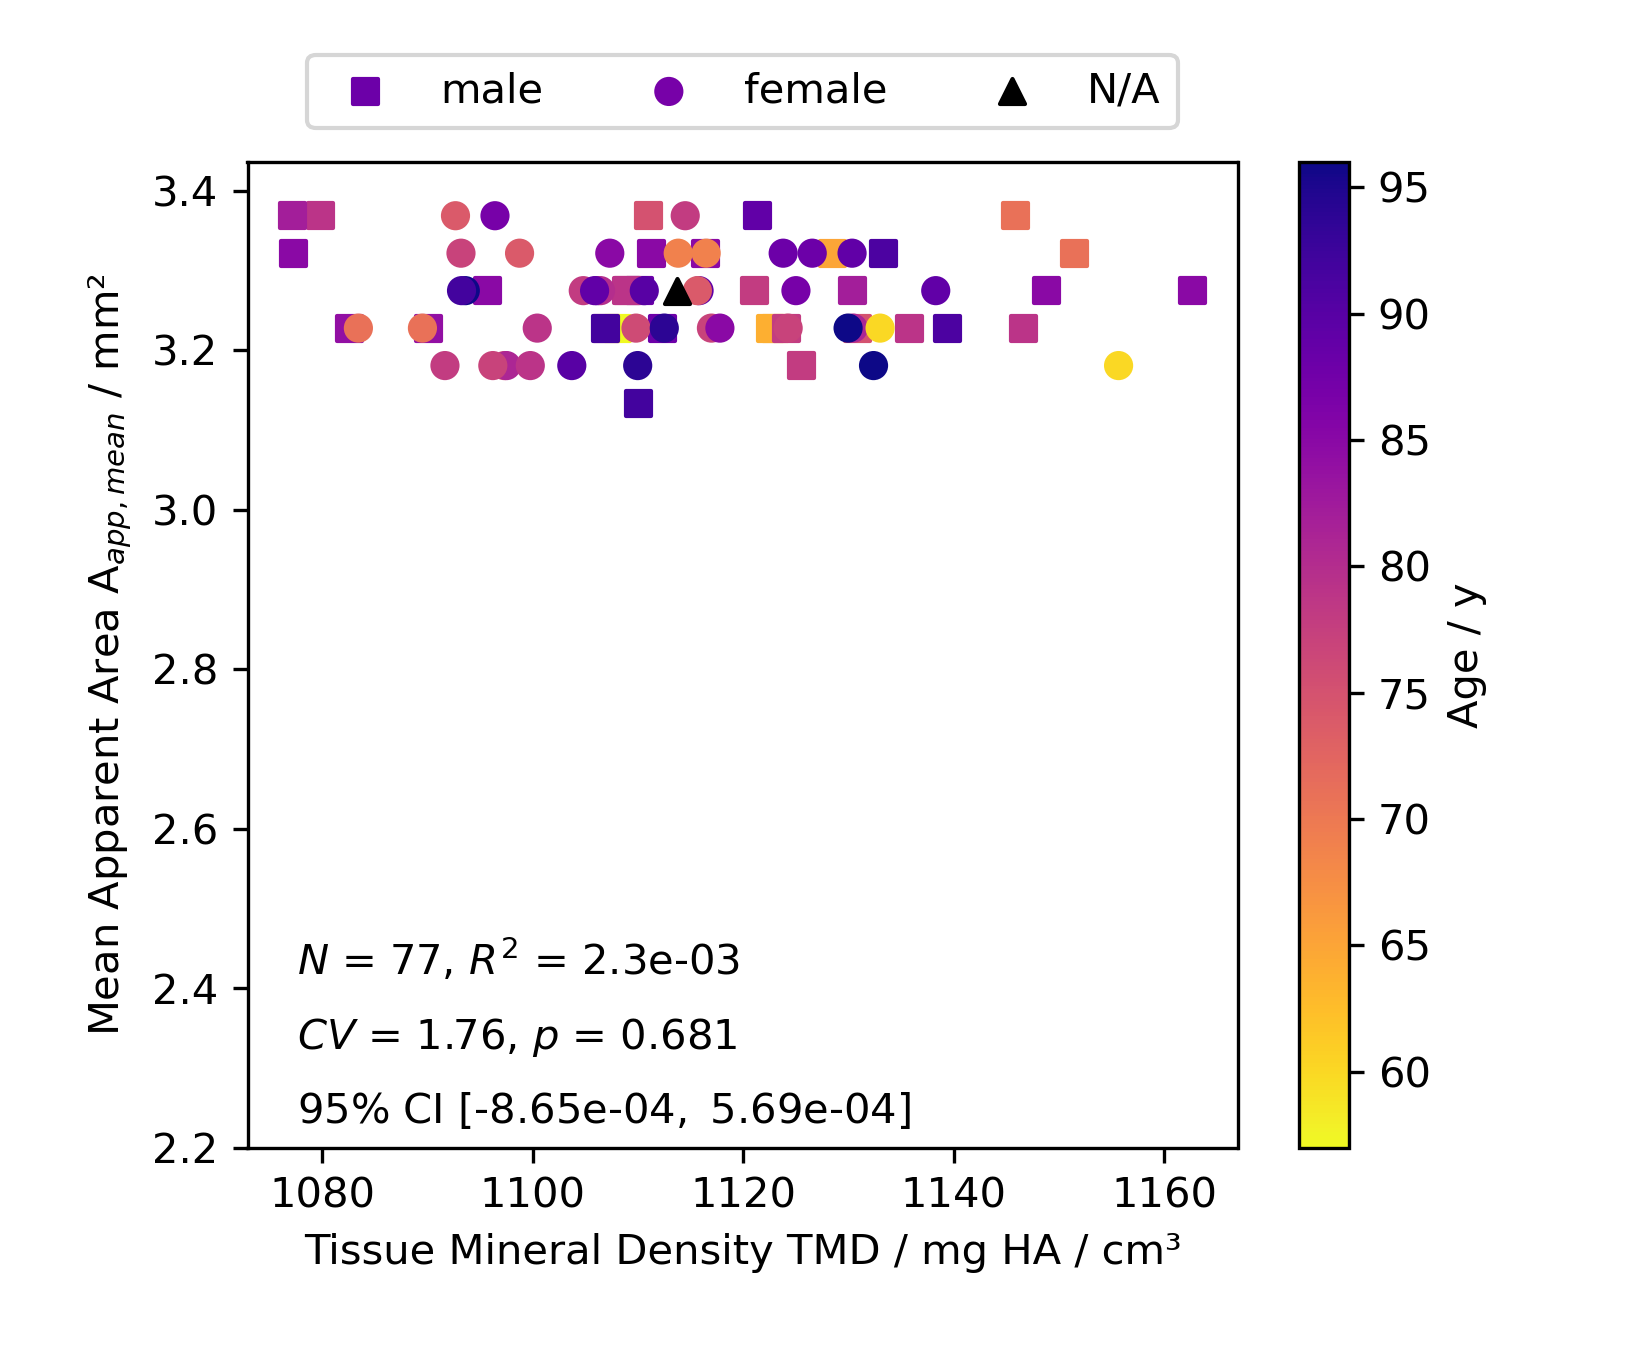 male female N/A
3.4
3.2
3.0
2.8
2.6
2.4
2.2
Mean Apparent Area A_app,mean / mm²
N = 77, R² = 2.3e-03
CV = 1.76, p = 0.681
95% CI [-8.65e-04, 5.69e-04]
1080 1100 1120 1140 1160
Tissue Mineral Density TMD / mg HA / cm³
95
90
85
80
75
70
65
60
Age / y